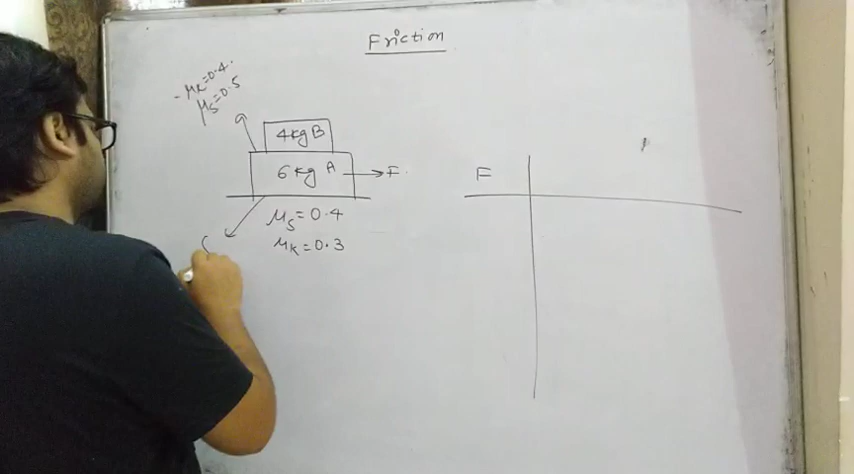 Friction
μK=0.4.
μS=0.5
4kg B
6kg A
F
μS=0.4
μK=0.3
F